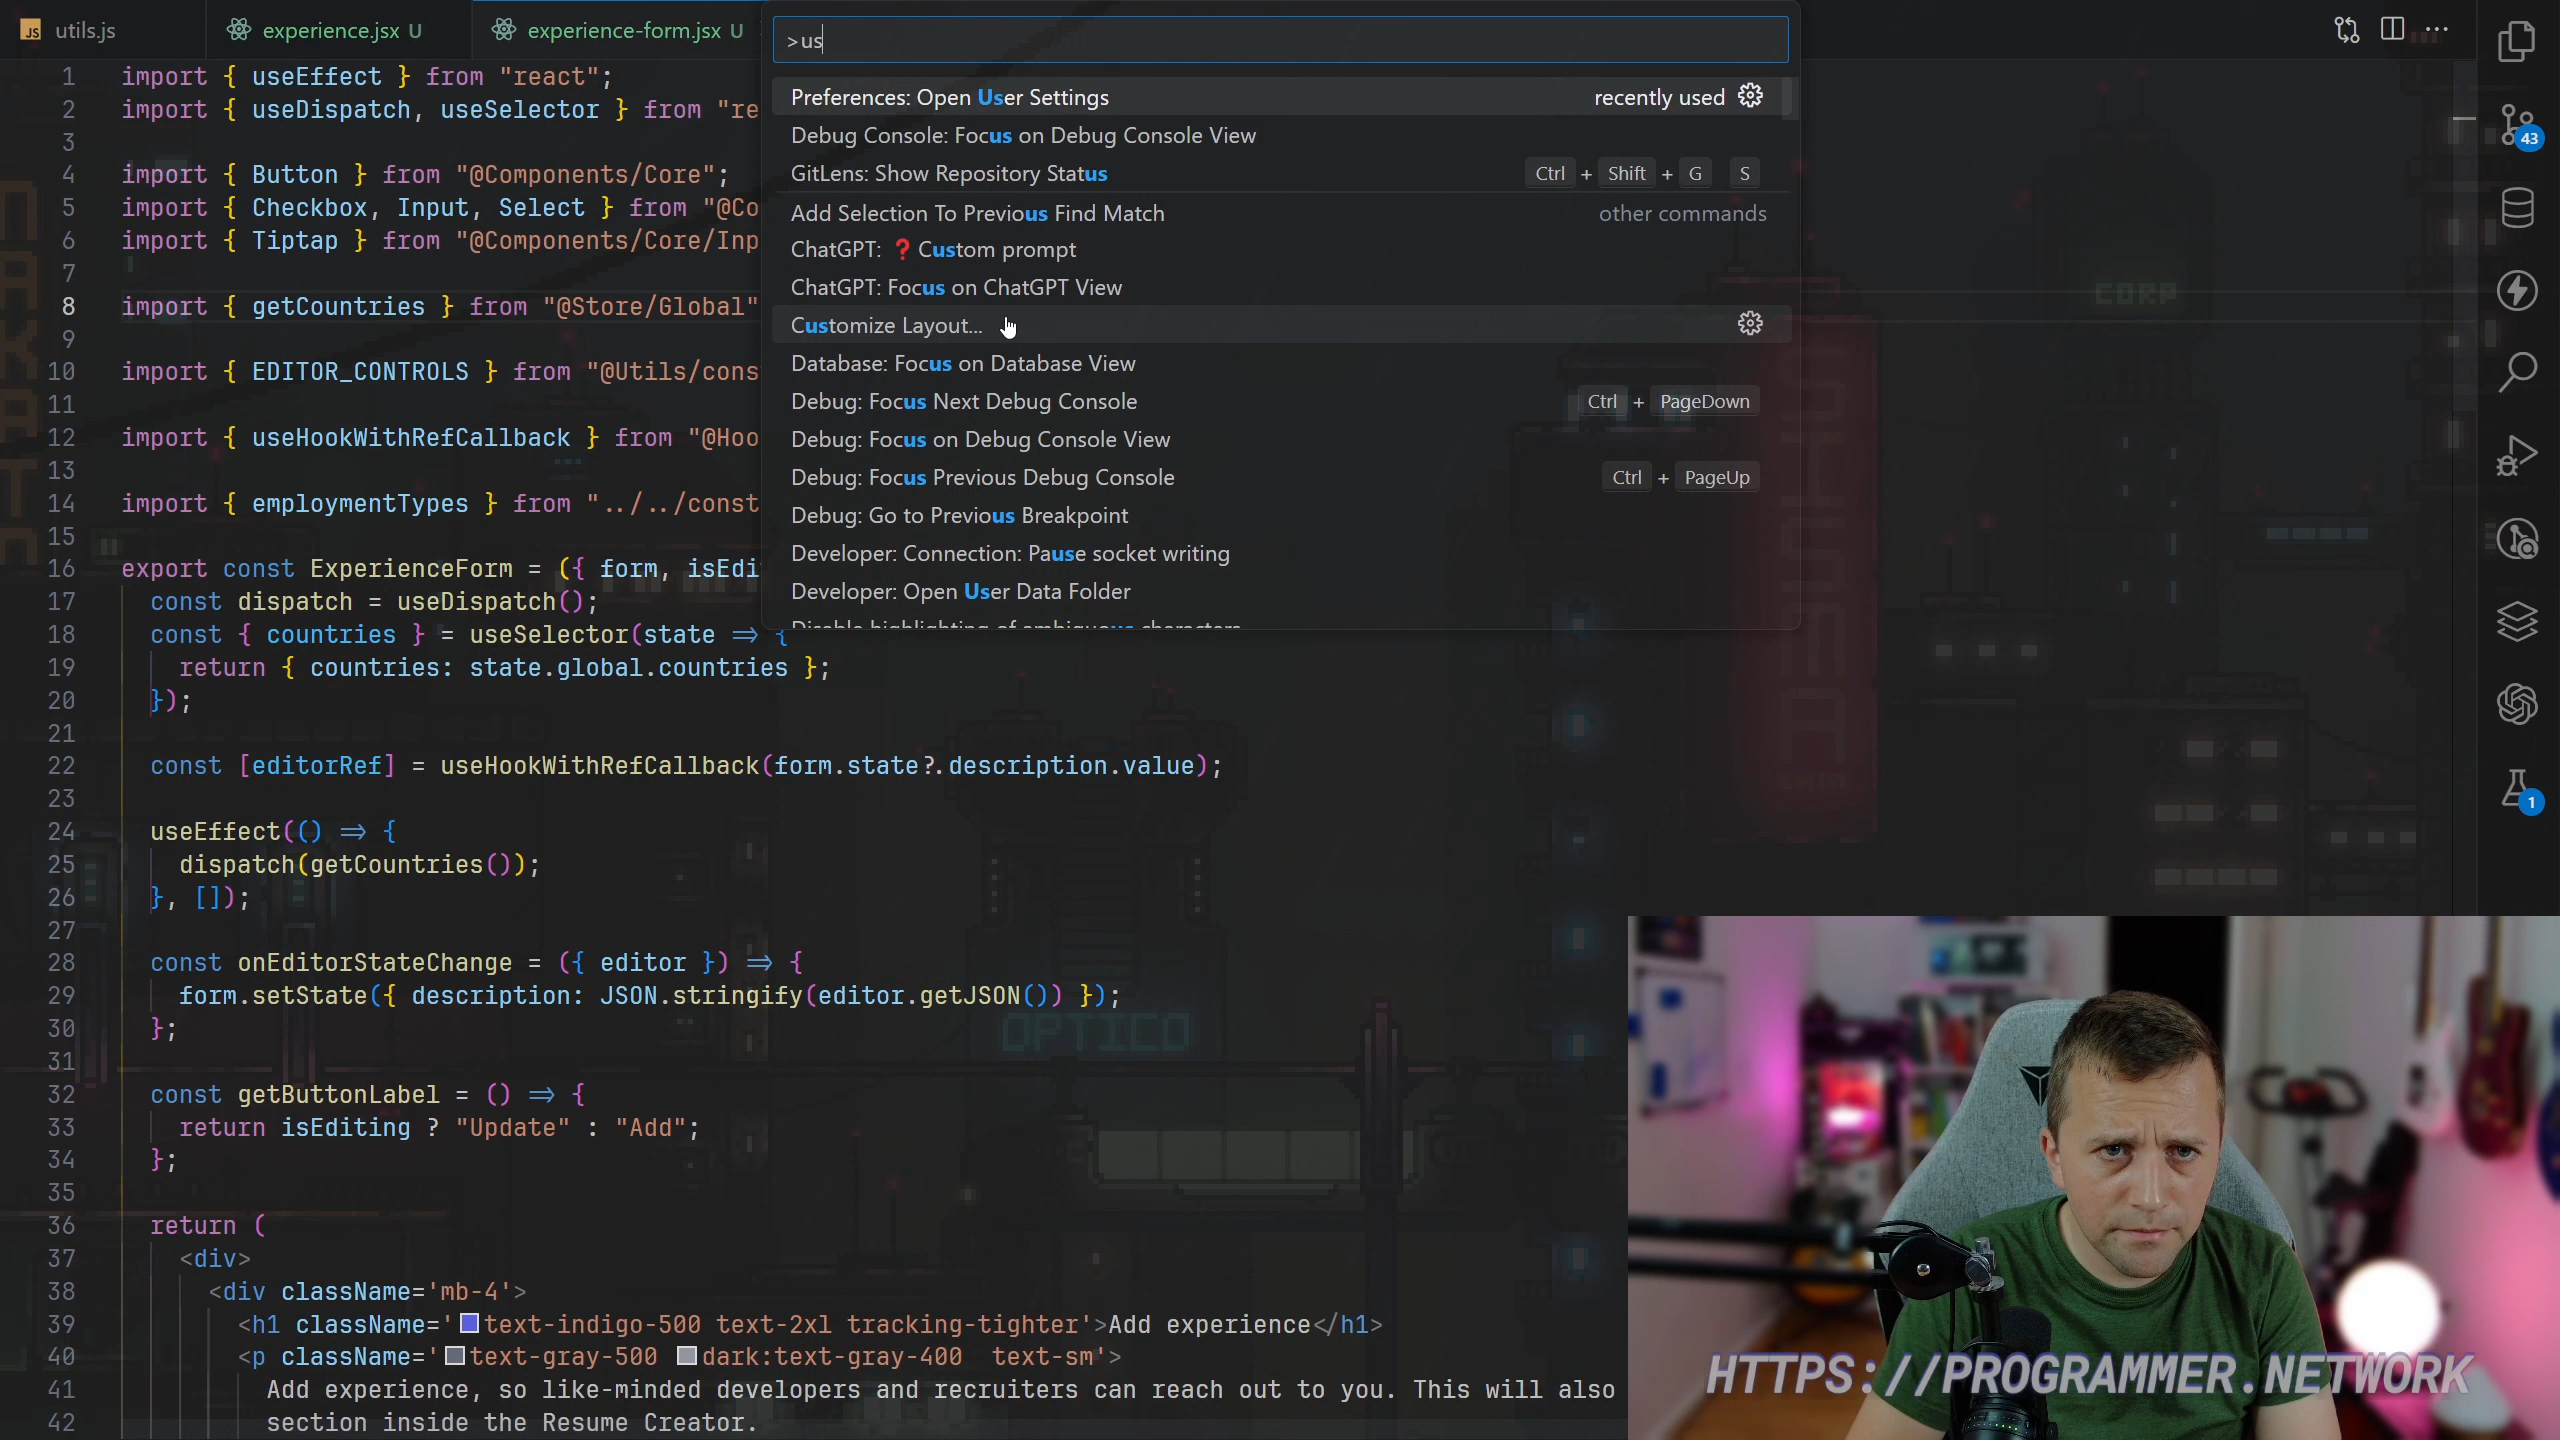 JS utils.js
experience.jsx U
experience-form.jsx U
>us
Preferences: Open User Settings recently used
Debug Console: Focus on Debug Console View
GitLens: Show Repository Status Ctrl + Shift + G S
Add Selection To Previous Find Match other commands
ChatGPT: ❓ Custom prompt
ChatGPT: Focus on ChatGPT View
Customize Layout...
Database: Focus on Database View
Debug: Focus Next Debug Console Ctrl + PageDown
Debug: Focus on Debug Console View
Debug: Focus Previous Debug Console Ctrl + PageUp
Debug: Go to Previous Breakpoint
Developer: Connection: Pause socket writing
Developer: Open User Data Folder
Disable highlighting of ambiguous characters
1 import { useEffect } from "react";
2 import { useDispatch, useSelector } from "re
3
4 import { Button } from "@Components/Core";
5 import { Checkbox, Input, Select } from "@Co
6 import { Tiptap } from "@Components/Core/Inp
7
8 import { getCountries } from "@Store/Global"
9
10 import { EDITOR_CONTROLS } from "@Utils/cons
11
12 import { useHookWithRefCallback } from "@Hoo
13
14 import { employmentTypes } from "../../const
15
16 export const ExperienceForm = ({ form, isEdi
17 const dispatch = useDispatch();
18 const { countries } = useSelector(state => {
19 return { countries: state.global.countries };
20 });
21
22 const [editorRef] = useHookWithRefCallback(form.state?.description.value);
23
24 useEffect(() => {
25 dispatch(getCountries());
26 }, []);
27
28 const onEditorStateChange = ({ editor }) => {
29 form.setState({ description: JSON.stringify(editor.getJSON()) });
30 };
31
32 const getButtonLabel = () => {
33 return isEditing ? "Update" : "Add";
34 };
35
36 return (
37 <div>
38 <div className='mb-4'>
39 <h1 className='text-indigo-500 text-2xl tracking-tighter'>Add experience</h1>
40 <p className='text-gray-500 dark:text-gray-400 text-sm'>
41 Add experience, so like-minded developers and recruiters can reach out to you. This will also
42 section inside the Resume Creator.
43
1
CORP
OPTICO
HTTPS://PROGRAMMER.NETWORK